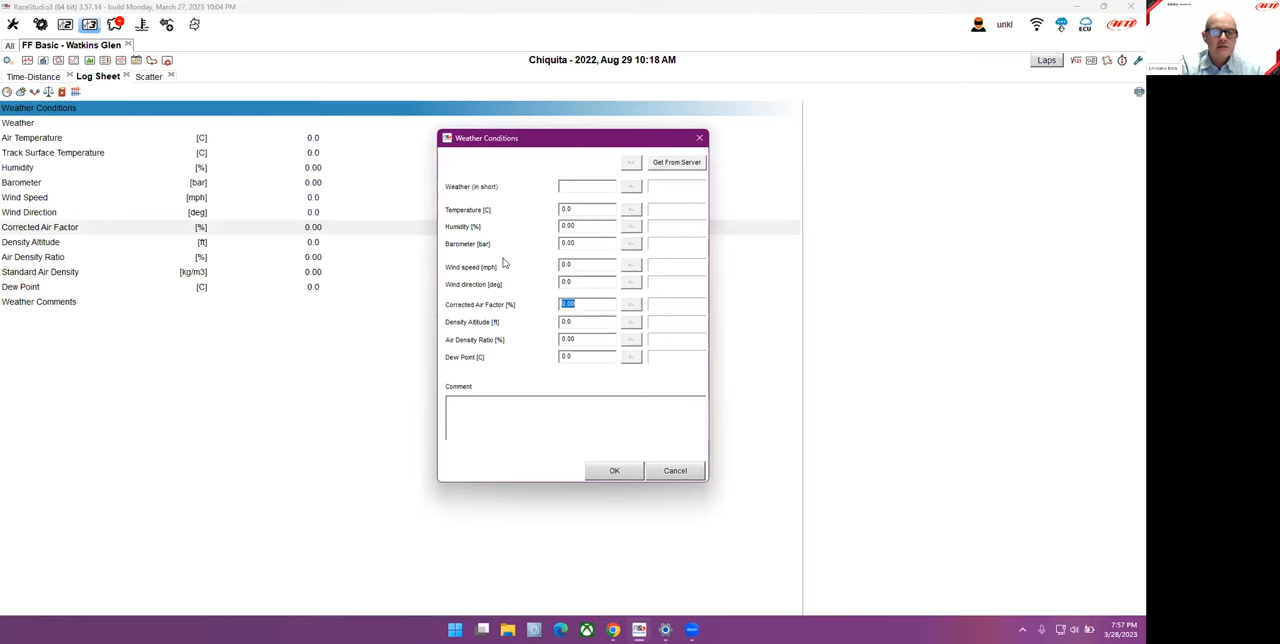 RaceStudio3 (64 bit) 3.57.14 - build Monday, March 27, 2023 10:04 PM
2
3
unkl
ECU
AiM
All FF Basic - Watkins Glen
Chiquita - 2022, Aug 29 10:18 AM
Laps
Time-Distance Log Sheet Scatter
Weather Conditions
Weather
Air Temperature [C] 0.0
Track Surface Temperature [C] 0.0
Humidity [%] 0.00
Barometer [bar] 0.00
Wind Speed [mph] 0.0
Wind Direction [deg] 0.0
Corrected Air Factor [%] 0.00
Density Altitude [ft] 0.0
Air Density Ratio [%] 0.00
Standard Air Density [kg/m3] 0.00
Dew Point [C] 0.0
Weather Comments
Weather Conditions
<< Get From Server
Weather (in short) <-
Temperature [C] 0.0 <-
Humidity [%] 0.00 <-
Barometer [bar] 0.00 <-
Wind speed [mph] 0.0 <-
Wind direction [deg] 0.0 <-
Corrected Air Factor [%] 0.00 <-
Density Altitude [ft] 0.0 <-
Air Density Ratio [%] 0.00 <-
Dew Point [C] 0.0 <-
Comment
OK Cancel
7:57 PM
3/28/2023